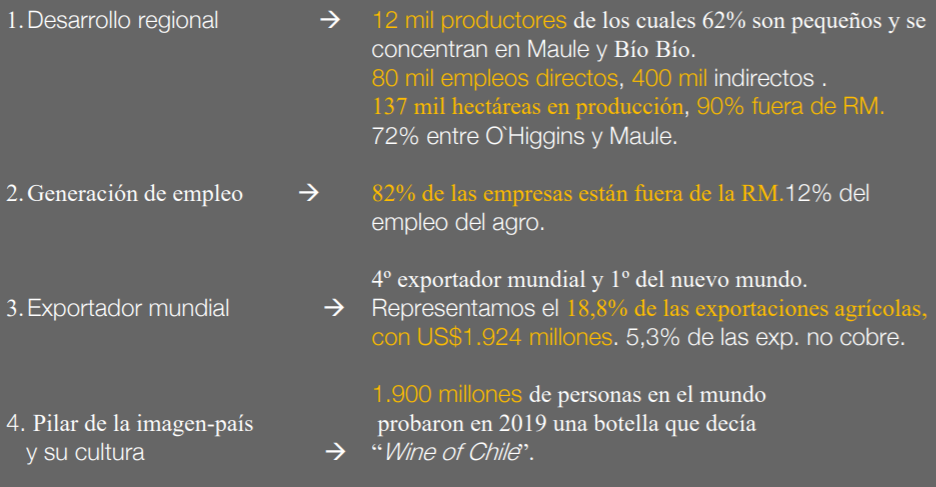 1. Desarrollo regional → 12 mil productores de los cuales 62% son pequeños y se
concentran en Maule y Bío Bío.
80 mil empleos directos, 400 mil indirectos .
137 mil hectáreas en producción, 90% fuera de RM.
72% entre O`Higgins y Maule.
2. Generación de empleo → 82% de las empresas están fuera de la RM.12% del
empleo del agro.
4º exportador mundial y 1º del nuevo mundo.
3. Exportador mundial → Representamos el 18,8% de las exportaciones agrícolas,
con US$1.924 millones. 5,3% de las exp. no cobre.
1.900 millones de personas en el mundo
4. Pilar de la imagen-país probaron en 2019 una botella que decía
y su cultura → “Wine of Chile”.